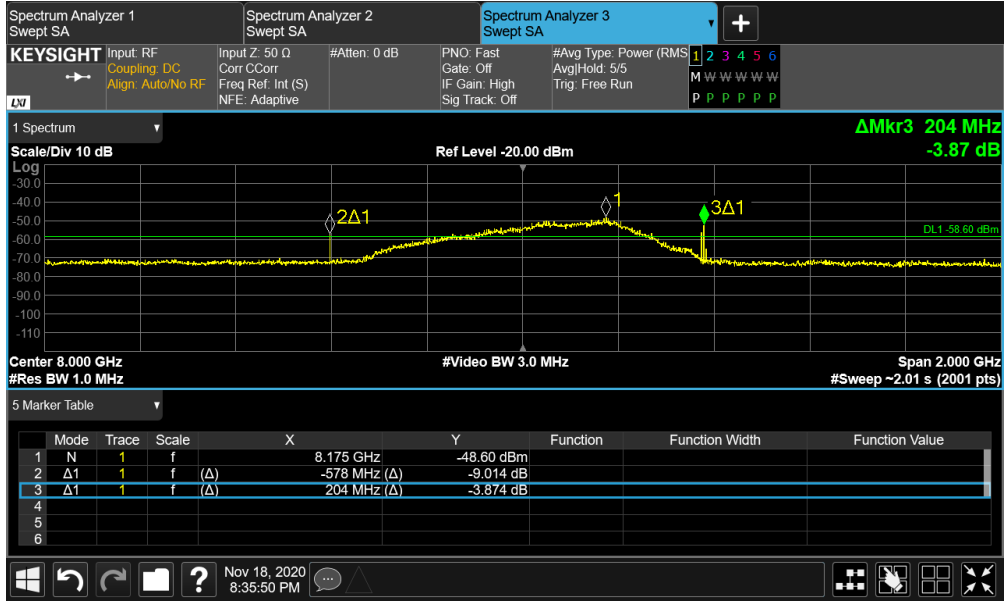 Spectrum Analyzer 1
Swept SA
Spectrum Analyzer 2
Swept SA
Spectrum Analyzer 3
Swept SA
▼
+
KEYSIGHT
LXI
Input: RF
Coupling: DC
Align: Auto/No RF
Input Z: 50 Ω
Corr CCorr
Freq Ref: Int (S)
NFE: Adaptive
#Atten: 0 dB
PNO: Fast
Gate: Off
IF Gain: High
Sig Track: Off
#Avg Type: Power (RMS
Avg|Hold: 5/5
Trig: Free Run
1 2 3 4 5 6
M W W W W W
P P P P P P
1 Spectrum ▼
ΔMkr3 204 MHz
-3.87 dB
Scale/Div 10 dB
Ref Level -20.00 dBm
Log
-30.0
-40.0
-50.0
-60.0
-70.0
-80.0
-90.0
-100
-110
2Δ1
1
3Δ1
DL1 -58.60 dBm
Center 8.000 GHz
#Video BW 3.0 MHz
Span 2.000 GHz
#Res BW 1.0 MHz
#Sweep ~2.01 s (2001 pts)
5 Marker Table ▼
Mode Trace Scale X Y Function Function Width Function Value
1 N 1 f 8.175 GHz -48.60 dBm
2 Δ1 1 f (Δ) -578 MHz (Δ) -9.014 dB
3 Δ1 1 f (Δ) 204 MHz (Δ) -3.874 dB
4
5
6
?
Nov 18, 2020
8:35:50 PM